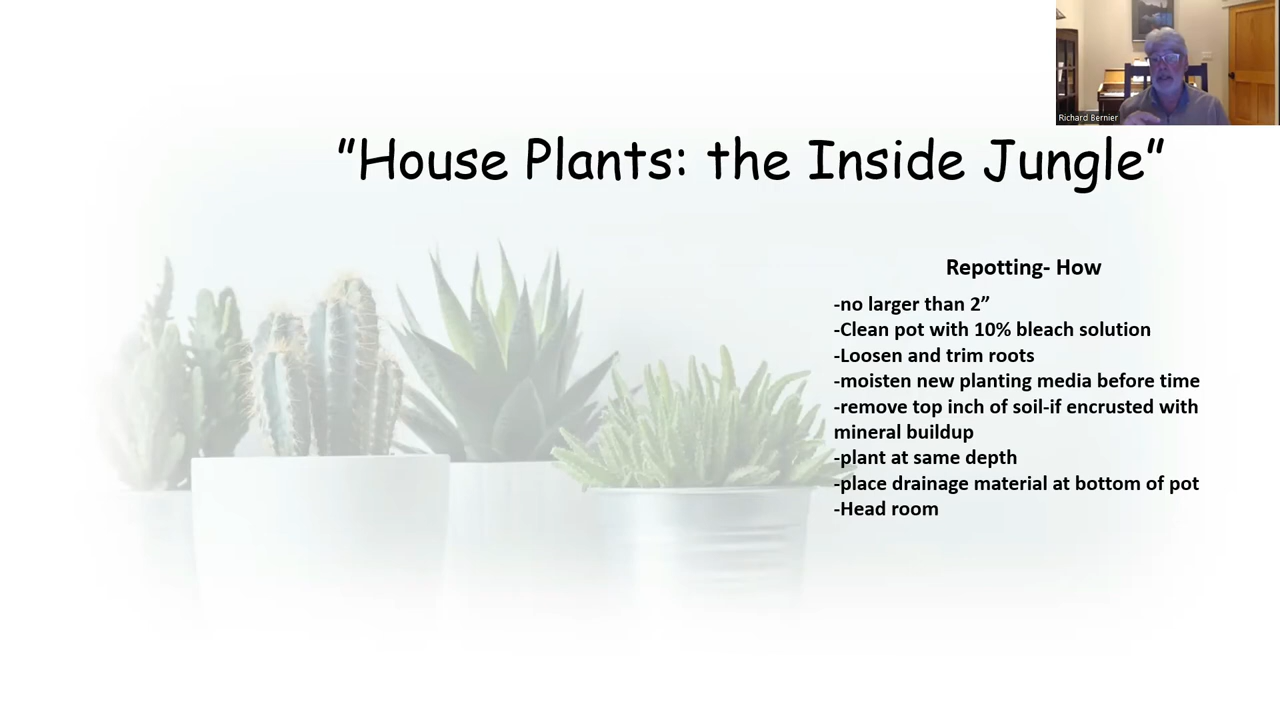 Richard Bernier
"House Plants: the Inside Jungle"
Repotting- How
-no larger than 2”
-Clean pot with 10% bleach solution
-Loosen and trim roots
-moisten new planting media before time
-remove top inch of soil-if encrusted with
mineral buildup
-plant at same depth
-place drainage material at bottom of pot
-Head room